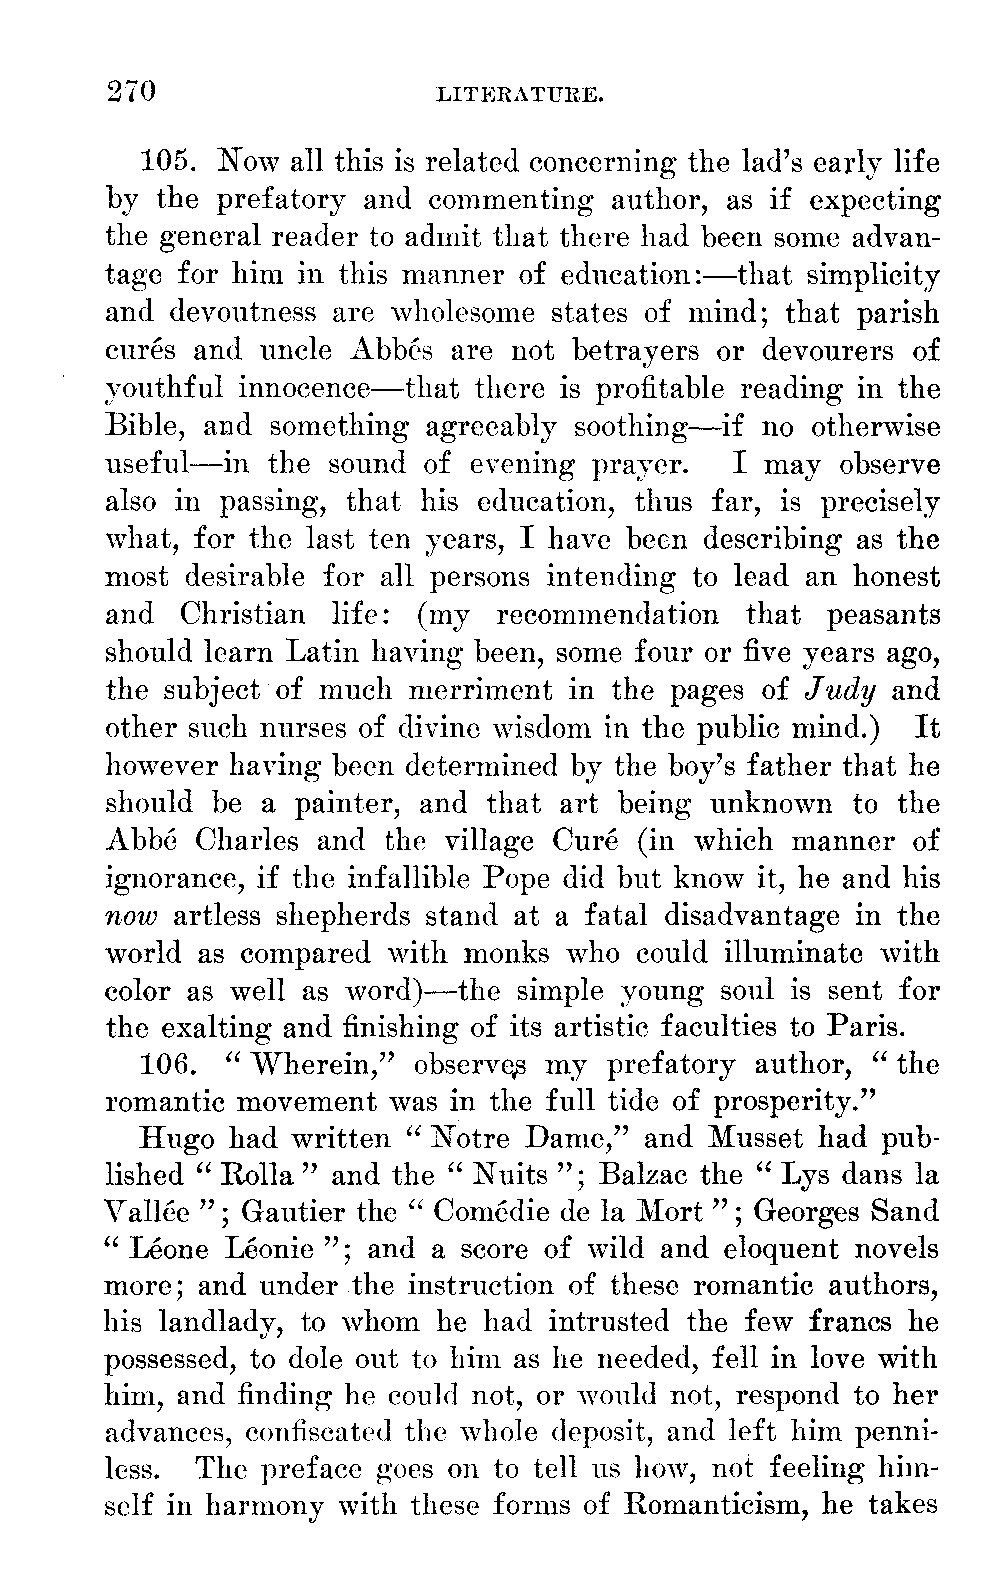 270 LITERATURE.
105. Now all this is related concerning the lad's early life
by the prefatory and commenting author, as if expecting
the general reader to admit that there had been some advan-
tage for him in this manner of education:—that simplicity
and devoutness are wholesome states of mind; that parish
curés and uncle Abbés are not betrayers or devourers of
youthful innocence—that there is profitable reading in the
Bible, and something agreeably soothing—if no otherwise
useful—in the sound of evening prayer. I may observe
also in passing, that his education, thus far, is precisely
what, for the last ten years, I have been describing as the
most desirable for all persons intending to lead an honest
and Christian life: (my recommendation that peasants
should learn Latin having been, some four or five years ago,
the subject of much merriment in the pages of Judy and
other such nurses of divine wisdom in the public mind.) It
however having been determined by the boy's father that he
should be a painter, and that art being unknown to the
Abbé Charles and the village Curé (in which manner of
ignorance, if the infallible Pope did but know it, he and his
now artless shepherds stand at a fatal disadvantage in the
world as compared with monks who could illuminate with
color as well as word)—the simple young soul is sent for
the exalting and finishing of its artistic faculties to Paris.
106. "Wherein," observes my prefatory author, "the
romantic movement was in the full tide of prosperity."
Hugo had written "Notre Dame," and Musset had pub-
lished "Rolla" and the "Nuits"; Balzac the "Lys dans la
Vallée"; Gautier the "Comédie de la Mort"; Georges Sand
"Léone Léonie"; and a score of wild and eloquent novels
more; and under the instruction of these romantic authors,
his landlady, to whom he had intrusted the few francs he
possessed, to dole out to him as he needed, fell in love with
him, and finding he could not, or would not, respond to her
advances, confiscated the whole deposit, and left him penni-
less. The preface goes on to tell us how, not feeling him-
self in harmony with these forms of Romanticism, he takes